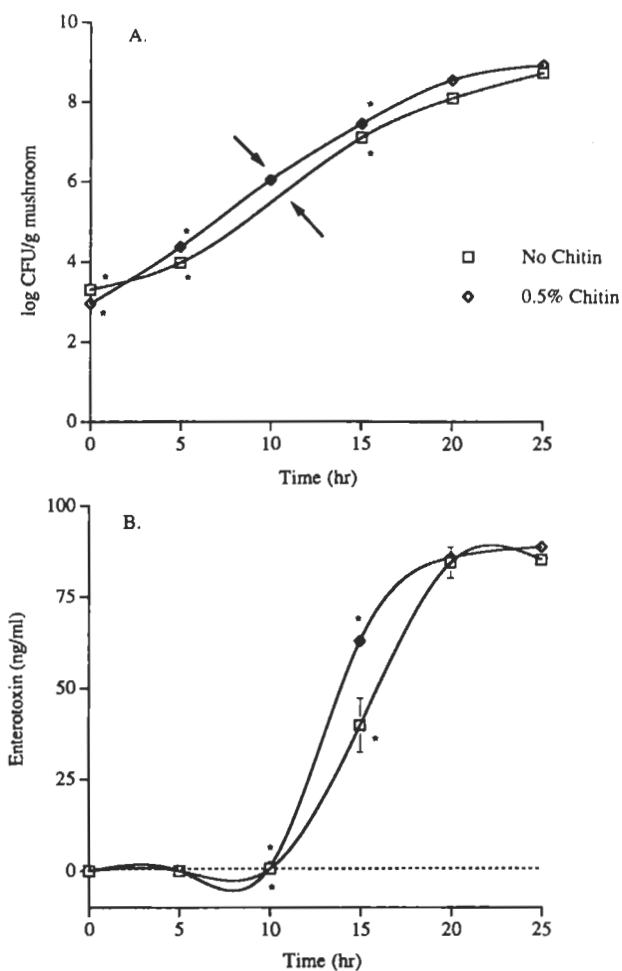 A.
10
8
6
4
2
0
log CFU/g mushroom
* * * * * *
No Chitin
0.5% Chitin
0 5 10 15 20 25
Time (hr)
B.
100
75
50
25
0
Enterotoxin (ng/ml)
* * * *
0 5 10 15 20 25
Time (hr)